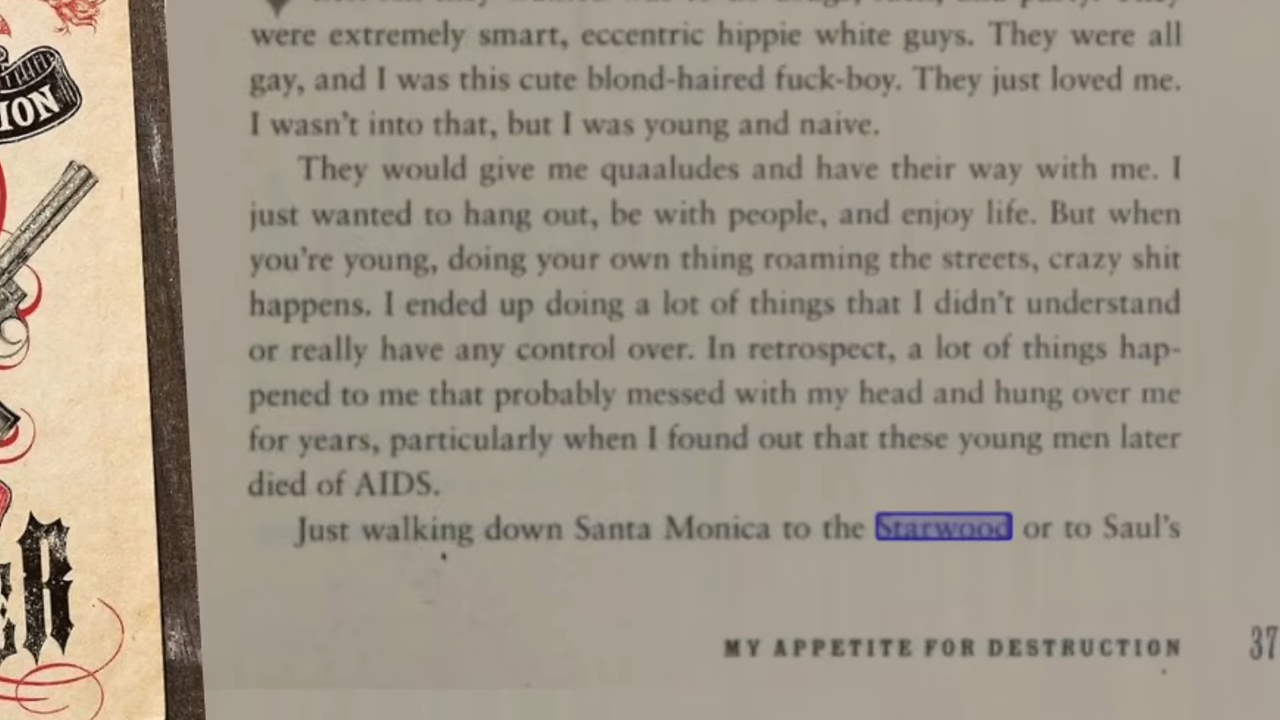 were extremely smart, eccentric hippie white guys. They were all
gay, and I was this cute blond-haired fuck-boy. They just loved me.
I wasn't into that, but I was young and naive.
They would give me quaaludes and have their way with me. I
just wanted to hang out, be with people, and enjoy life. But when
you're young, doing your own thing roaming the streets, crazy shit
happens. I ended up doing a lot of things that I didn't understand
or really have any control over. In retrospect, a lot of things hap-
pened to me that probably messed with my head and hung over me
for years, particularly when I found out that these young men later
died of AIDS.
Just walking down Santa Monica to the Starwood or to Saul's
MY APPETITE FOR DESTRUCTION 37
ION
ER